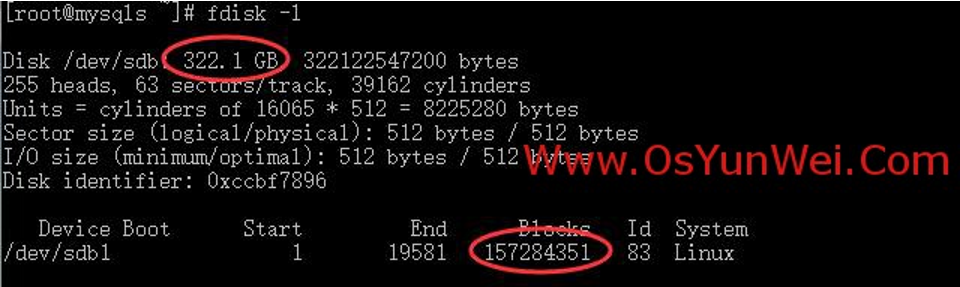 [root@mysqls ~]# fdisk -l
Disk /dev/sdb: 322.1 GB, 322122547200 bytes
255 heads, 63 sectors/track, 39162 cylinders
Units = cylinders of 16065 * 512 = 8225280 bytes
Sector size (logical/physical): 512 bytes / 512 bytes
I/O size (minimum/optimal): 512 bytes / 512 bytes
Www.OsYunWei.Com
Disk identifier: 0xccbf7896
Device Boot Start End Blocks Id System
/dev/sdb1 1 19581 157284351 83 Linux